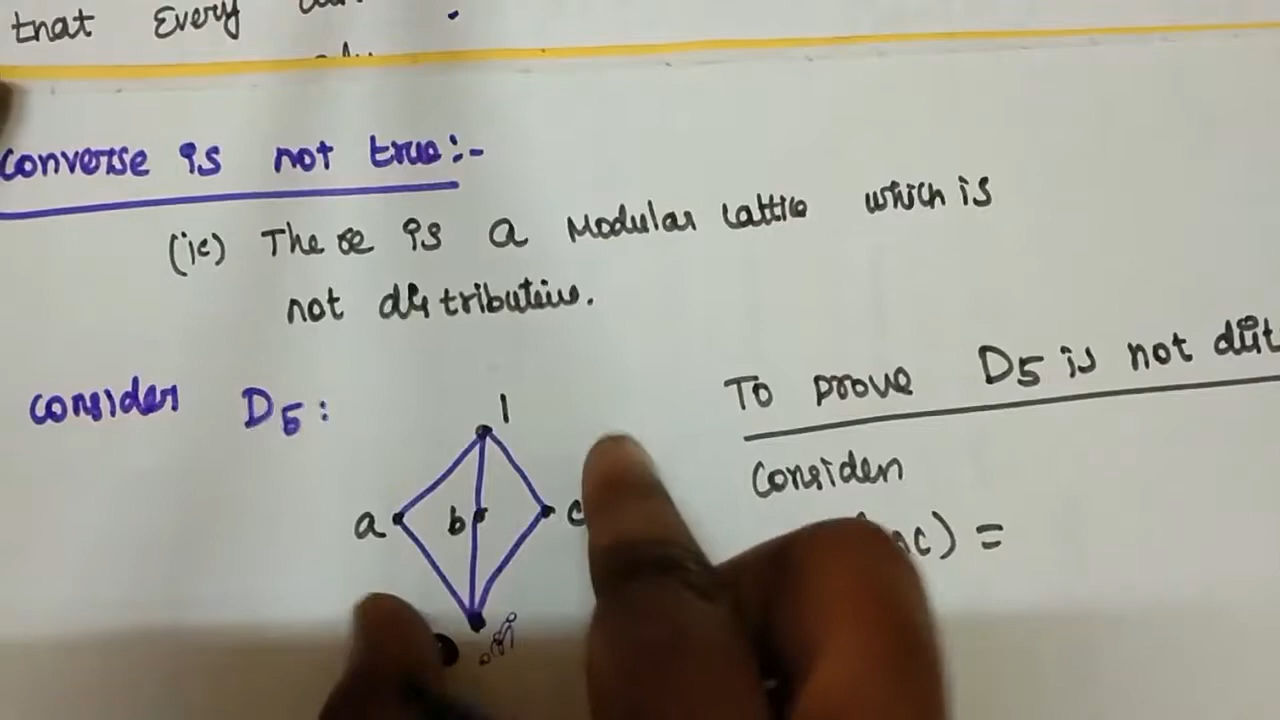 that Every
converse is not true:-
(ie) There is a Modular lattice which is
not distributive.
consider D5:
1
a b c
To prove D5 is not dist
Consider
c) =